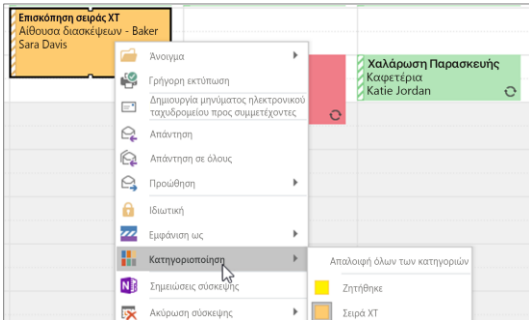 Επισκόπηση σειράς XT
Αίθουσα διασκέψεων - Baker
Sara Davis
Χαλάρωση Παρασκευής
Καφετέρια
Katie Jordan
Άνοιγμα
Γρήγορη εκτύπωση
Δημιουργία μηνύματος ηλεκτρονικού
ταχυδρομείου προς συμμετέχοντες
Απάντηση
Απάντηση σε όλους
Προώθηση
Ιδιωτική
Εμφάνιση ως
Κατηγοριοποίηση
Σημειώσεις σύσκεψης
Ακύρωση σύσκεψης
Απαλοιφή όλων των κατηγοριών
Ζητήθηκε
Σειρά XT